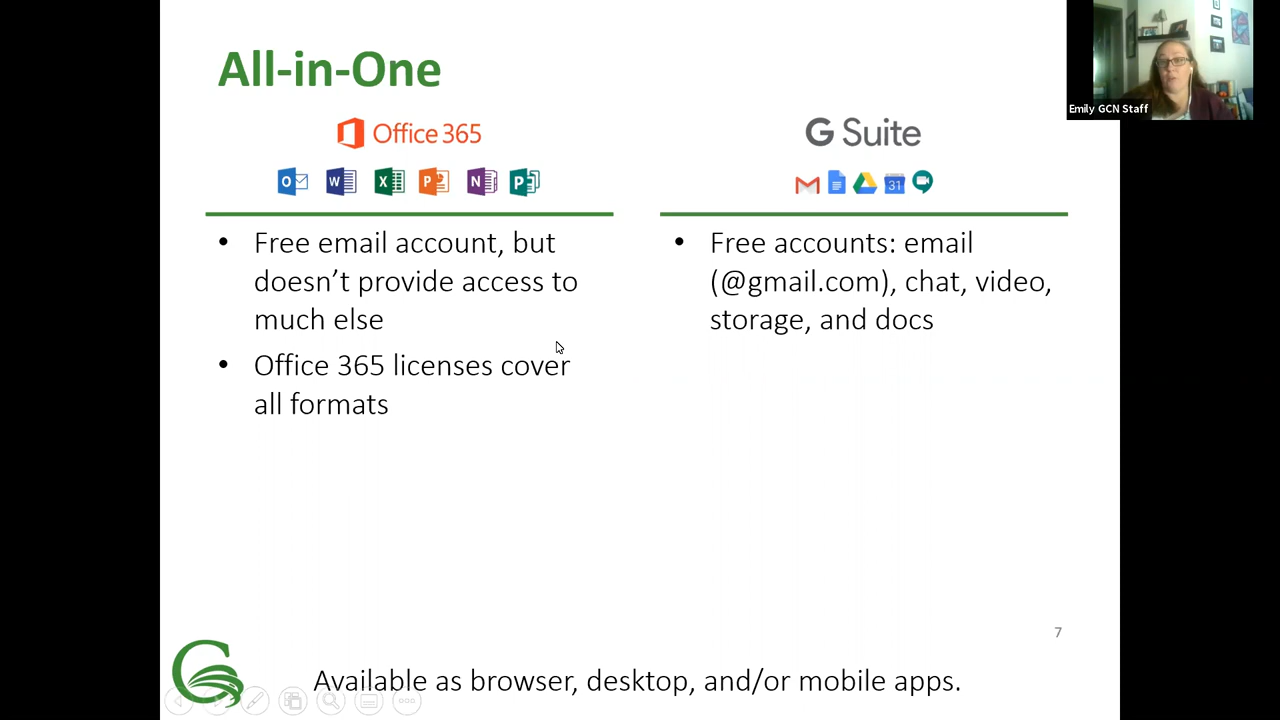 All-in-One
Emily GCN Staff
Office 365
O W X P N P
Free email account, but
doesn’t provide access to
much else
Office 365 licenses cover
all formats
G Suite
31
Free accounts: email
(@gmail.com), chat, video,
storage, and docs
7
Available as browser, desktop, and/or mobile apps.